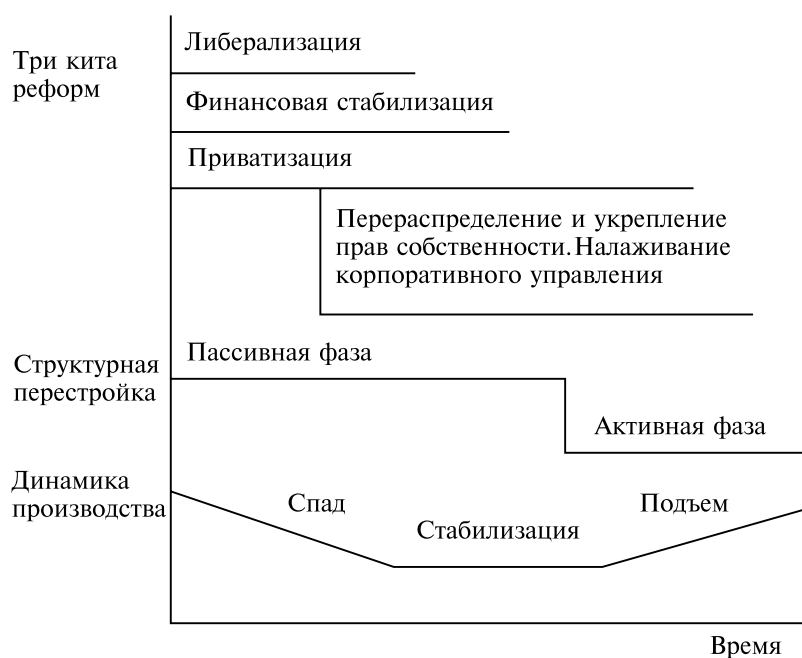 Три кита
реформ
Либерализация
Финансовая стабилизация
Приватизация
Перераспределение и укрепление
прав собственности. Налаживание
корпоративного управления
Структурная
перестройка
Пассивная фаза
Активная фаза
Динамика
производства
Спад
Стабилизация
Подъем
Время